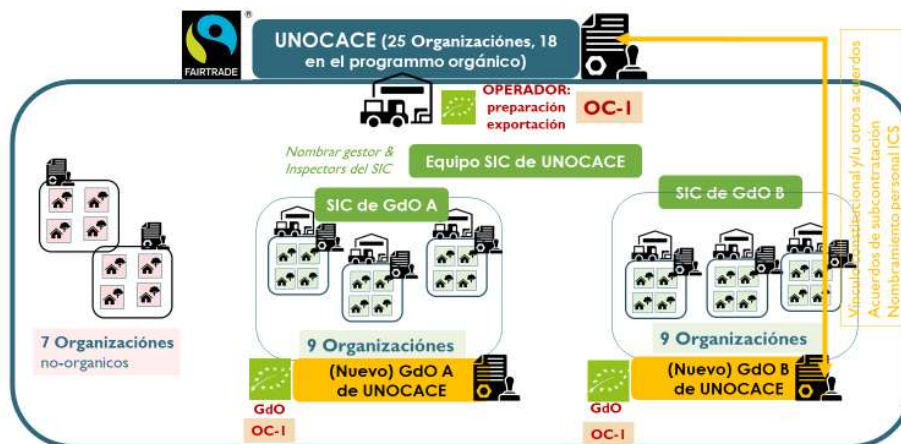 UNOCACE (25 Organizaciónes, 18
en el programmo orgánico)
®
FAIRTRADE
OPERADOR:
preparación
exportación
OC-1
Nombrar gestor &
Inspectors del SIC
Equipo SIC de UNOCACE
SIC de GdO A
SIC de GdO B
7 Organizaciónes
no-organicos
9 Organizaciónes
9 Organizaciónes
(Nuevo) GdO A
de UNOCACE
(Nuevo) GdO B
de UNOCACE
GdO
OC-1
GdO
OC-1
Vinculo constitucional y/u otros acuerdos
Acuerdos de subcontratación
Nombramiento personal ICS